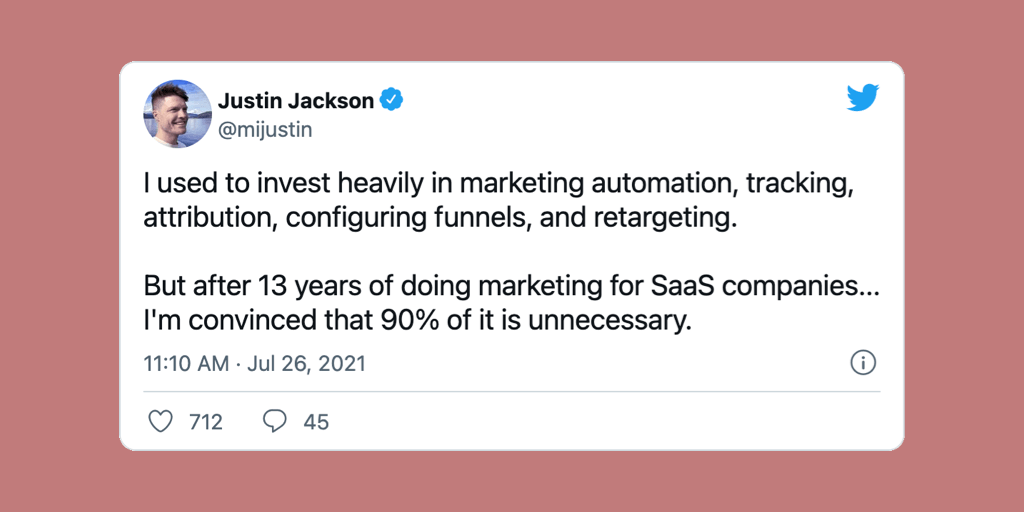 Justin Jackson
@mijustin
I used to invest heavily in marketing automation, tracking,
attribution, configuring funnels, and retargeting.
But after 13 years of doing marketing for SaaS companies...
I'm convinced that 90% of it is unnecessary.
11:10 AM · Jul 26, 2021
712 45